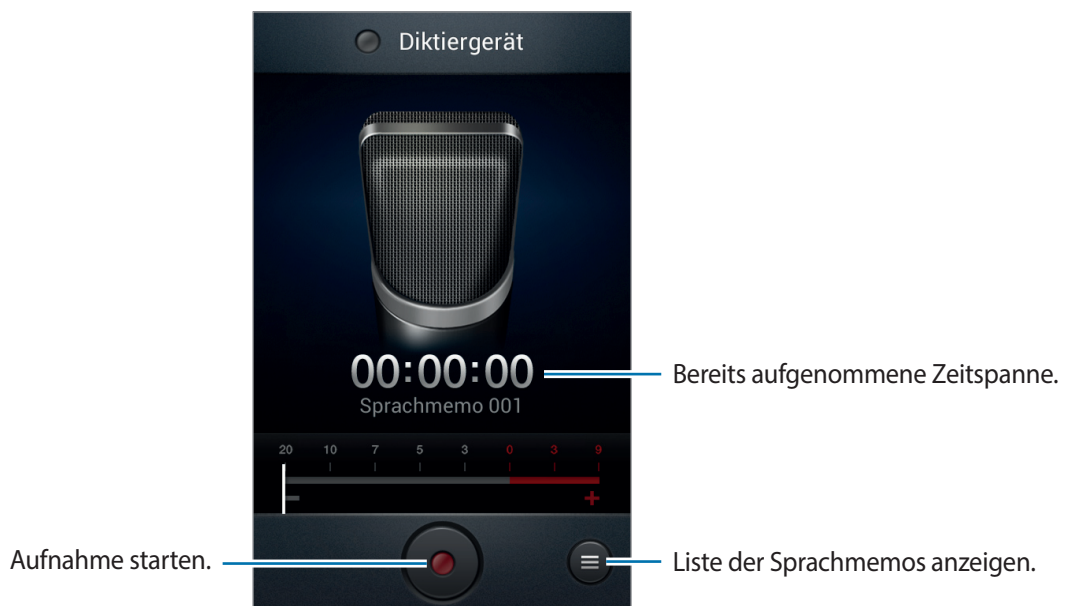 Diktiergerät
00:00:00
Bereits aufgenommene Zeitspanne.
Sprachmemo 001
20 10 7 5 3 0 3 9
− +
Aufnahme starten.
Liste der Sprachmemos anzeigen.